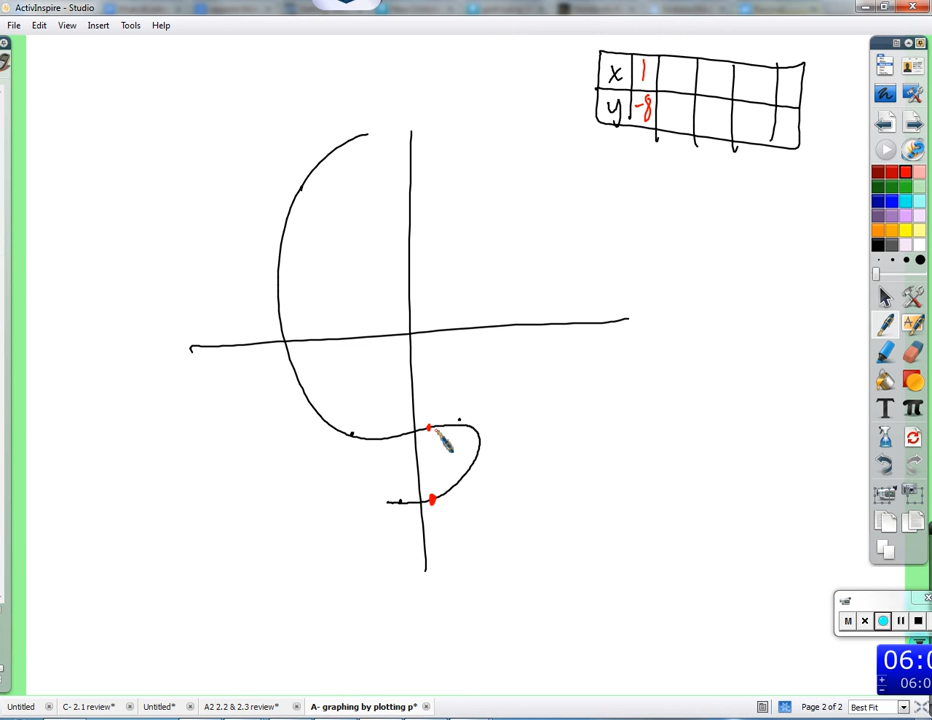 ActivInspire - Studio
File Edit View Insert Tools Help
x 1
y -8
M
06:0
06:0
Untitled C- 2.1 review* Untitled* A2 2.2 & 2.3 review* A- graphing by plotting p* Page 2 of 2 Best Fit